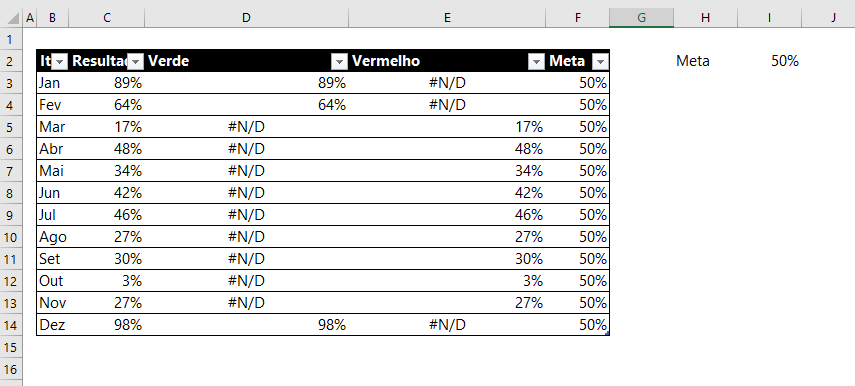 A B C D E F G H I J
1
2 It Resultad Verde Vermelho Meta Meta 50%
3 Jan 89% 89% #N/D 50%
4 Fev 64% 64% #N/D 50%
5 Mar 17% #N/D 17% 50%
6 Abr 48% #N/D 48% 50%
7 Mai 34% #N/D 34% 50%
8 Jun 42% #N/D 42% 50%
9 Jul 46% #N/D 46% 50%
10 Ago 27% #N/D 27% 50%
11 Set 30% #N/D 30% 50%
12 Out 3% #N/D 3% 50%
13 Nov 27% #N/D 27% 50%
14 Dez 98% 98% #N/D 50%
15
16